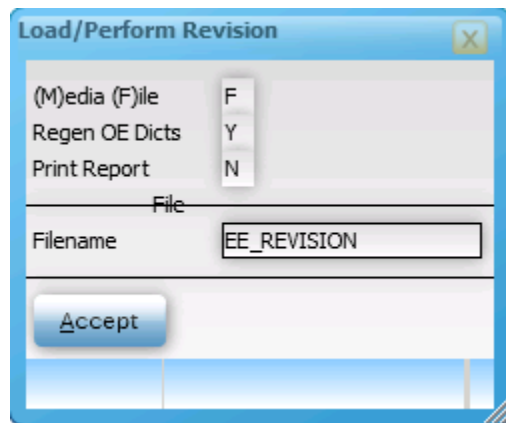 Load/Perform Revision
X
(M)edia (F)ile F
Regen OE Dicts Y
Print Report N
File
Filename EE_REVISION
Accept